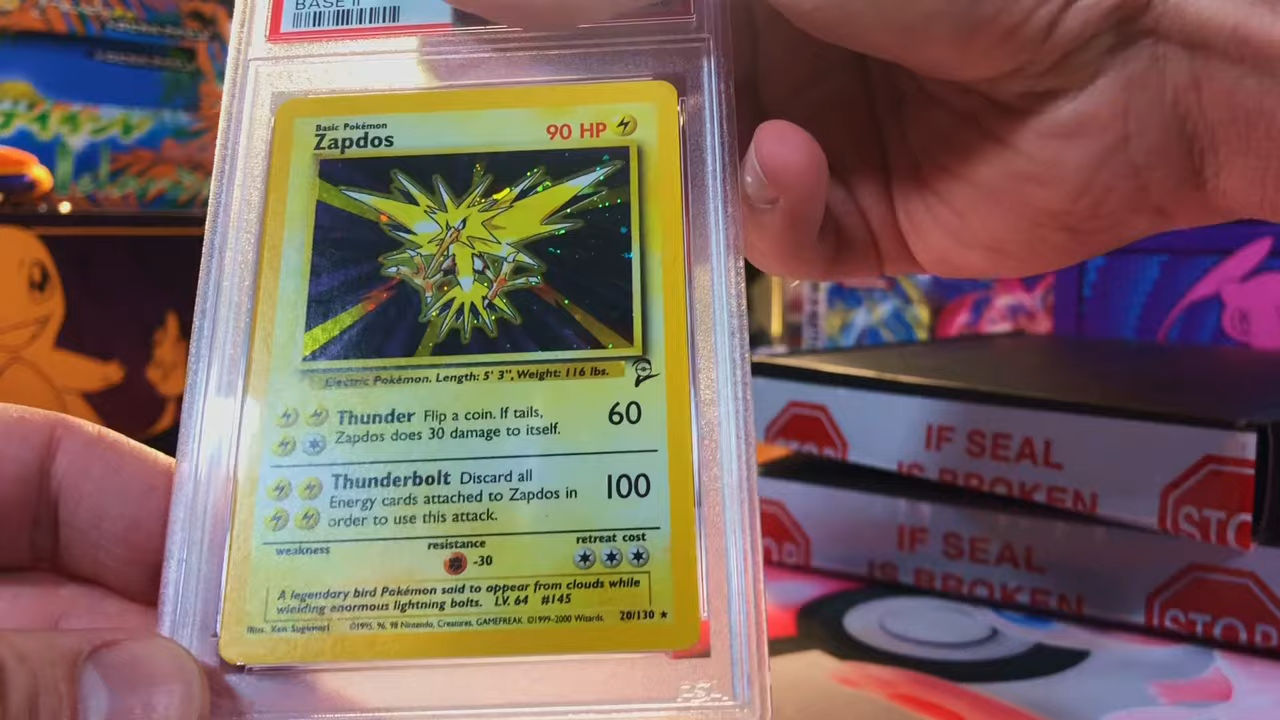 BASE II
Basic Pokémon
Zapdos
90 HP
Electric Pokémon. Length: 5' 3", Weight: 116 lbs.
Thunder Flip a coin. If tails,
Zapdos does 30 damage to itself.
60
Thunderbolt Discard all
Energy cards attached to Zapdos in
order to use this attack.
100
weakness
resistance
retreat cost
-30
A legendary bird Pokémon said to appear from clouds while
wielding enormous lightning bolts. LV. 64 #145
Illus. Ken Sugimori
©1995, 96, 98 Nintendo, Creatures, GAMEFREAK. ©1999-2000 Wizards.
20/130 ★
STOP
IF SEAL
IS BROKEN
STOP
IF SEAL
IS BROKEN
STOP